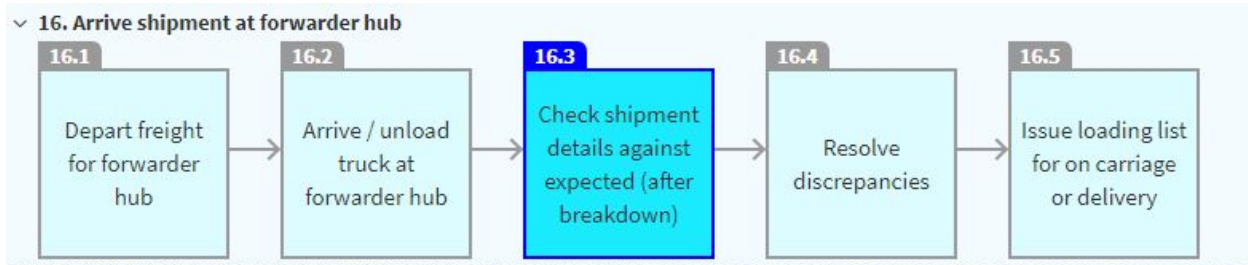 16. Arrive shipment at forwarder hub
16.1
Depart freight
for forwarder
hub
16.2
Arrive / unload
truck at
forwarder hub
16.3
Check shipment
details against
expected (after
breakdown)
16.4
Resolve
discrepancies
16.5
Issue loading list
for on carriage
or delivery